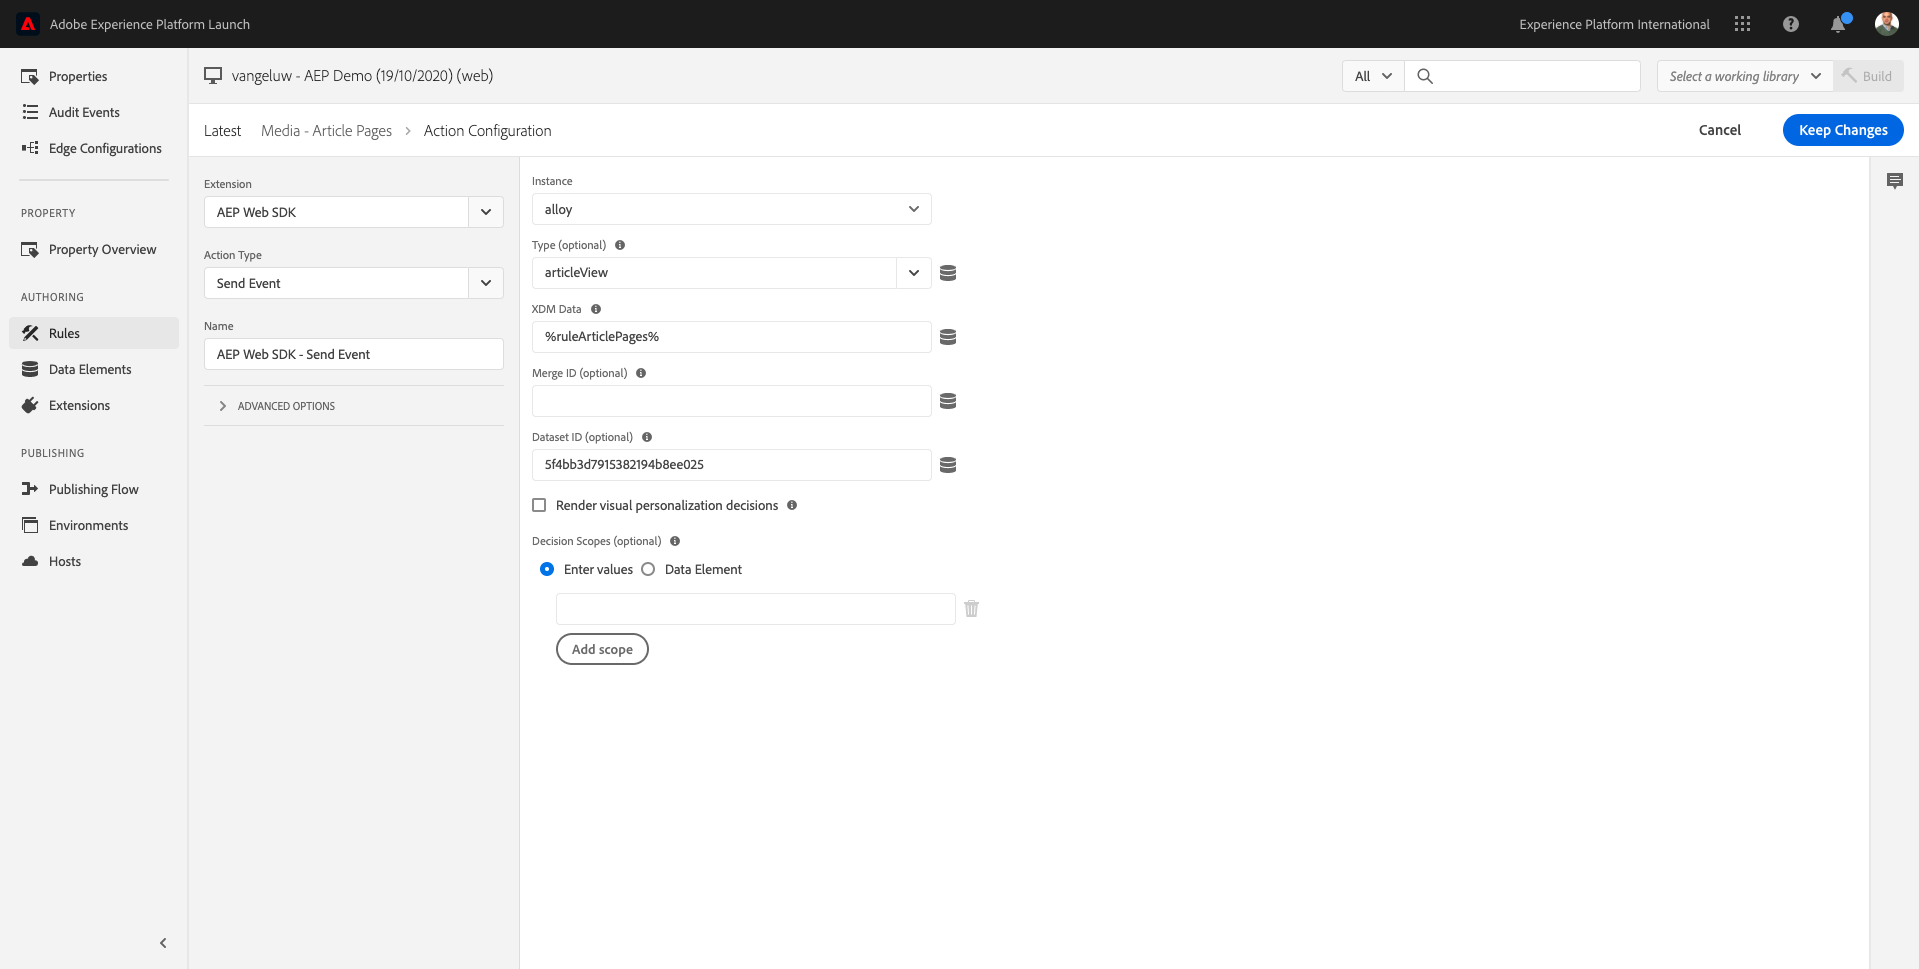 Adobe Experience Platform Launch
Experience Platform International
Properties
Audit Events
Edge Configurations
PROPERTY
Property Overview
AUTHORING
Rules
Data Elements
Extensions
PUBLISHING
Publishing Flow
Environments
Hosts
vangeluw - AEP Demo (19/10/2020) (web)
All
Select a working library
Build
Latest Media - Article Pages > Action Configuration
Cancel
Keep Changes
Extension
AEP Web SDK
Action Type
Send Event
Name
AEP Web SDK - Send Event
ADVANCED OPTIONS
Instance
alloy
Type (optional)
articleView
XDM Data
%ruleArticlePages%
Merge ID (optional)
Dataset ID (optional)
5f4bb3d7915382194b8ee025
Render visual personalization decisions
Decision Scopes (optional)
Enter values Data Element
Add scope